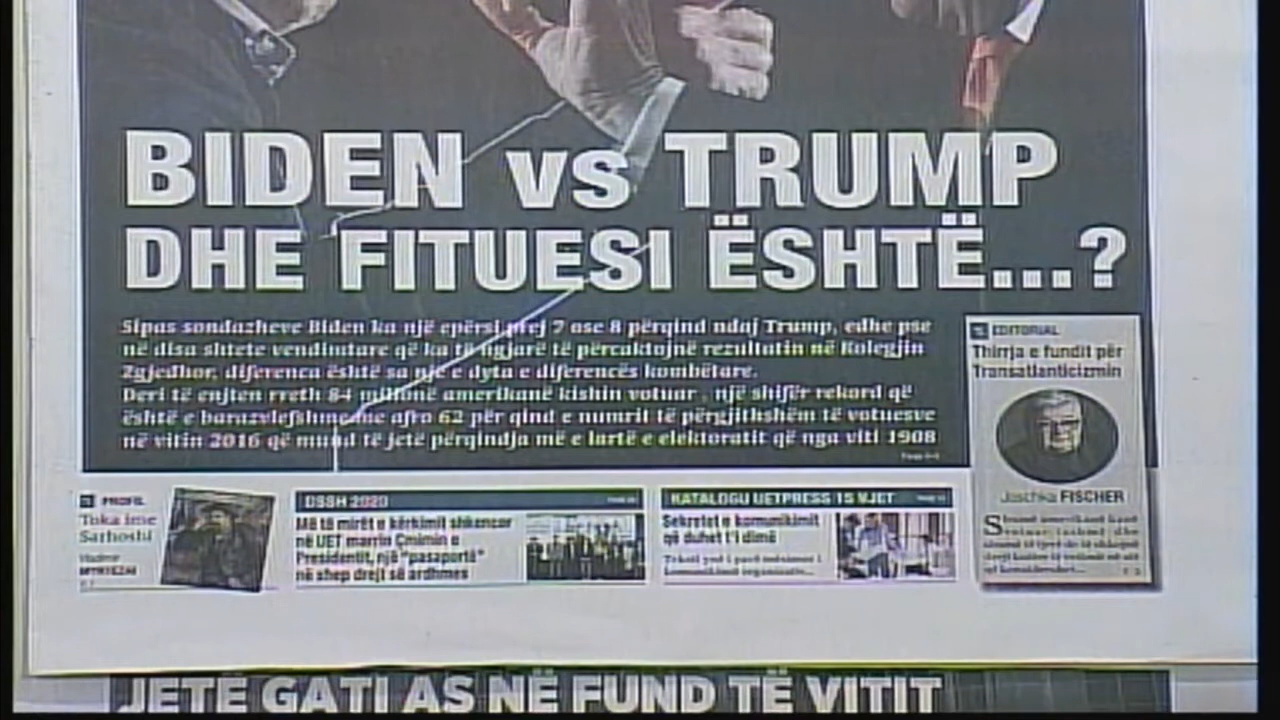 BIDEN vs TRUMP
DHE FITUESI ËSHTË...?
Sipas sondazheve Biden ka një epërsi prej 7 ose 8 përqind ndaj Trump, edhe pse
në disa shtete vendimtare që ka të ngjarë të përcaktojnë rezultatin në Kolegjin
Zgjedhor, diferenca është sa një e dyta e diferencës kombëtare.
Deri të enjten rreth 84 milionë amerikanë kishin votuar , një shifër rekord që
është e barazvlefshme me afro 62 për qind e numrit të përgjithshëm të votuesve
në vitin 2016 që mund të jetë përqindja më e lartë e elektoratit që nga viti 1908
EDITORIAL
Thirrja e fundit për
Transatlanticizmin
Joschka FISCHER
PROFIL
Toka ime
Sarhoshi
Vladimir
MYRTEZAI
DSSH 2020
Më të mirët e kërkimit shkencor
në UET marrin Çmimin e
Presidentit, një "pasaportë"
në shep drejt së ardhmes
KATALOGU UETPRESS 15 VJET
Sekretet e komunikimit
që duhet t'i dimë
JETË GATI AS NË FUND TË VITIT